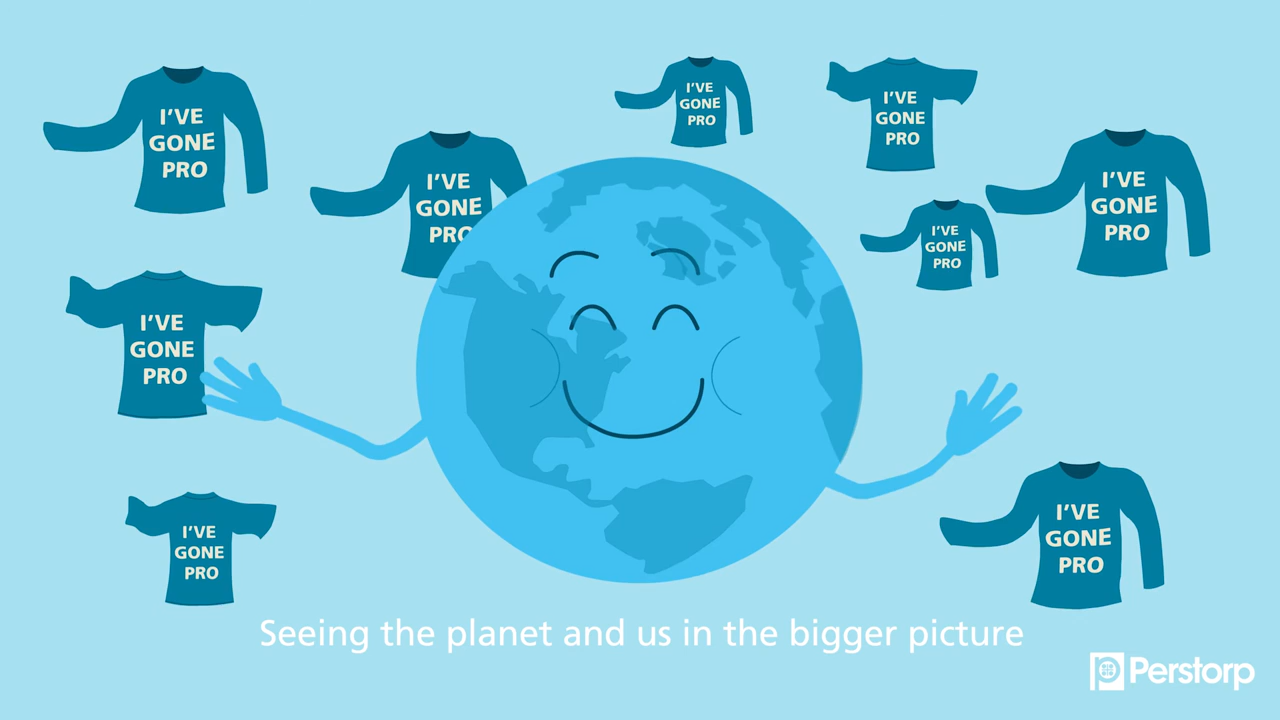 I'VE
GONE
PRO
I'VE
GONE
PRO
I'VE
GONE
PRO
I'VE
GONE
PRO
I'VE
GONE
PRO
I'VE
GONE
PRO
I'VE
GONE
PRO
I'VE
GONE
PRO
I'VE
GONE
PRO
Seeing the planet and us in the bigger picture
Perstorp